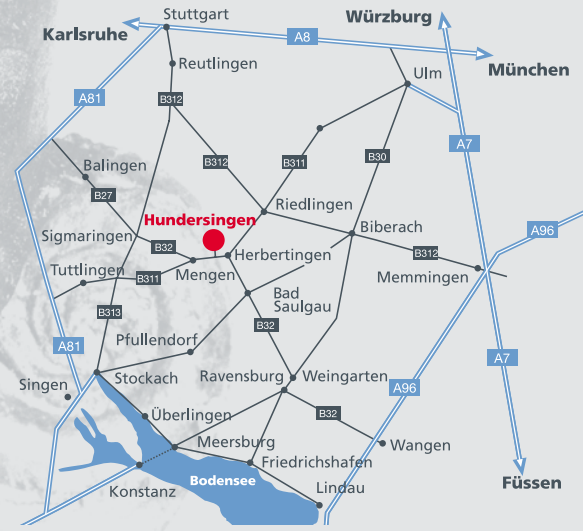 Stuttgart
Würzburg
Karlsruhe
A8
München
Reutlingen
Ulm
A81
B312
A7
Balingen
B312
B311
B30
B27
Riedlingen
Hundersingen
Sigmaringen
B32
Biberach
A96
Herbertingen
B312
Tuttlingen
B311
Mengen
Memmingen
Bad
Saulgau
B313
B32
Pfullendorf
A81
A7
Singen
Stockach
Ravensburg
Weingarten
A96
Überlingen
B32
Meersburg
Wangen
Friedrichshafen
Bodensee
Konstanz
Lindau
Füssen